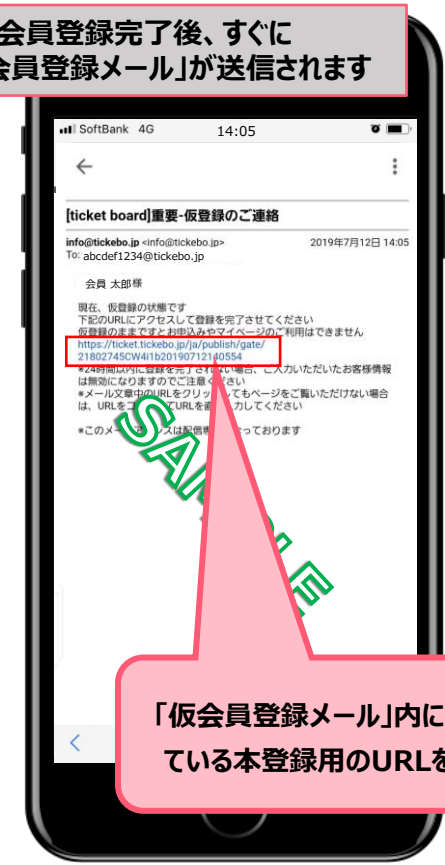 会員登録完了後、すぐに
会員登録メール」が送信されます
SoftBank 4G 14:05
[ticket board]重要-仮登録のご連絡
info@tickebo.jp <info@tickebo.jp> 2019年7月12日 14:05
To: abcdef1234@tickebo.jp
会員 太郎様
現在、仮登録の状態です
下記のURLにアクセスして登録を完了させてください
仮登録のままですとお申込みやマイページのご利用はできません
https://ticket.tickebo.jp/ja/publish/gate/
21802745CW4i1b20190712140554
*24時間以内に登録を完了されない場合、ご入力いただいたお客様情報
は無効になりますのでご注意ください
*メール文章中のURLをクリックしてもページをご覧いただけない場合
は、URLをコ てURLを直 入力してください
*このメールアドレスは配信専 なっております
SAMPLE
「仮会員登録メール」内に
ている本登録用のURLを